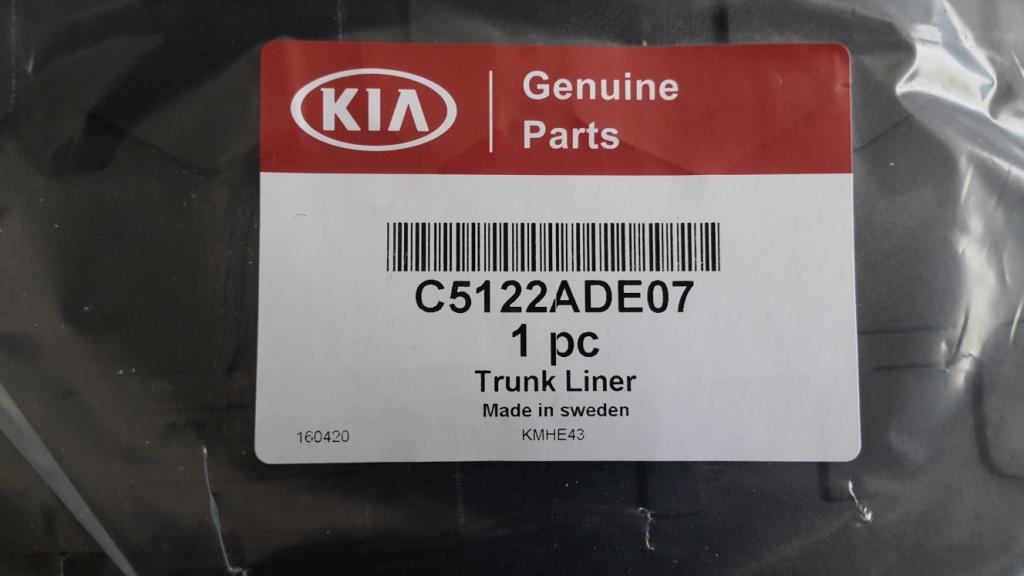 KIA
Genuine
Parts
C5122ADE07
1 pc
Trunk Liner
Made in sweden
160420
KMHE43